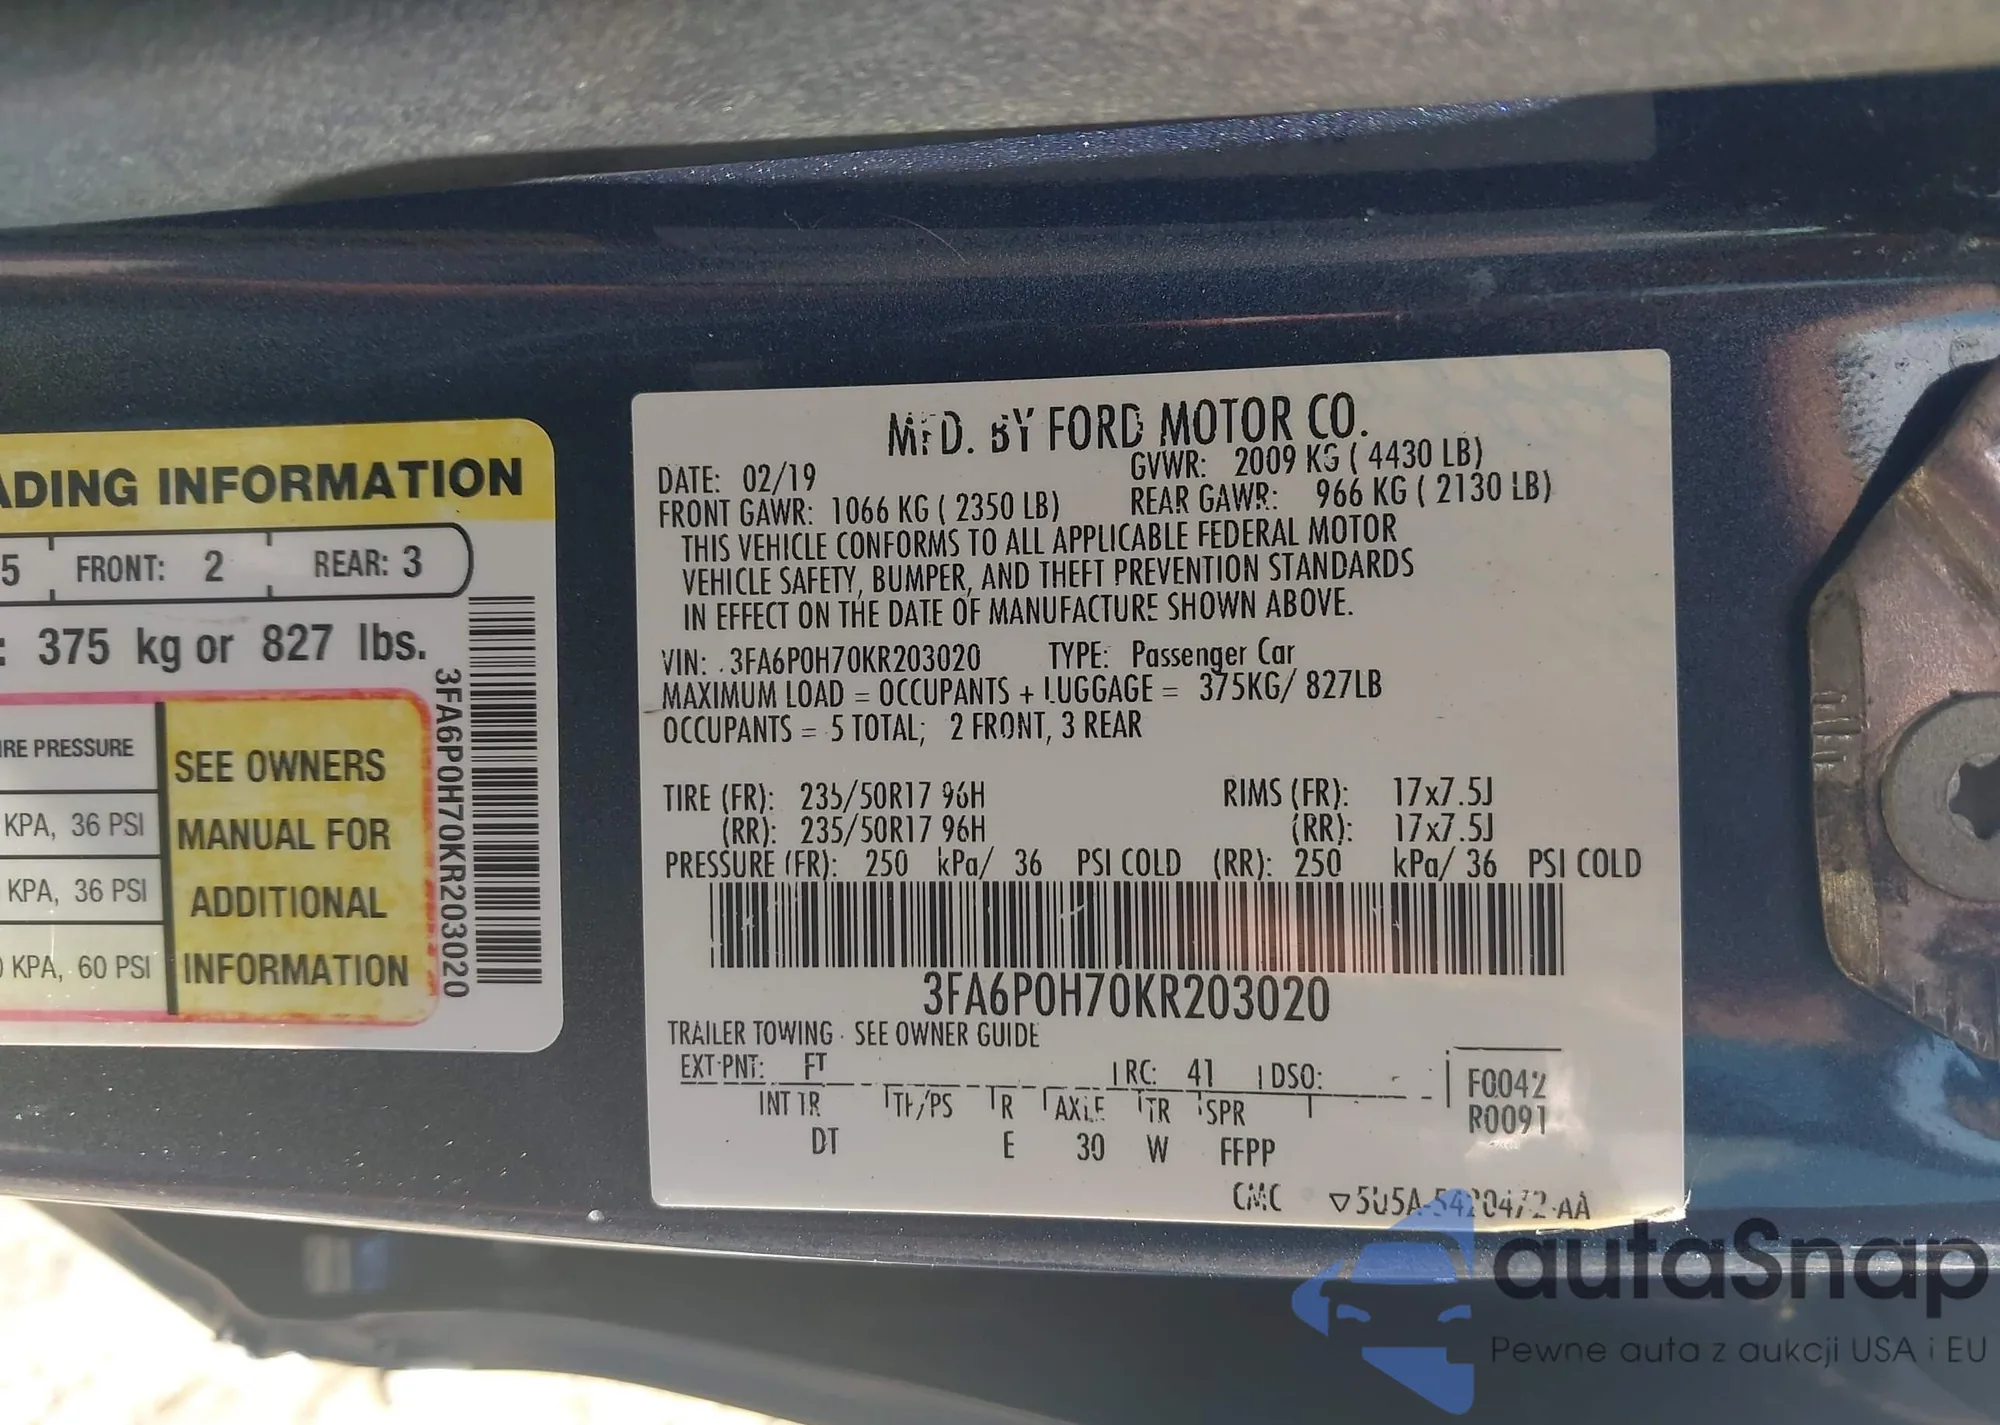 ADING INFORMATION
5 FRONT: 2 REAR: 3
: 375 kg or 827 lbs.
RE PRESSURE
KPA, 36 PSI
KPA, 36 PSI
0 KPA, 60 PSI
SEE OWNERS
MANUAL FOR
ADDITIONAL
INFORMATION
3FA6P0H70KR203020
MFD. BY FORD MOTOR CO.
DATE: 02/19 GVWR: 2009 KG ( 4430 LB)
FRONT GAWR: 1066 KG ( 2350 LB) REAR GAWR: 966 KG ( 2130 LB)
THIS VEHICLE CONFORMS TO ALL APPLICABLE FEDERAL MOTOR
VEHICLE SAFETY, BUMPER, AND THEFT PREVENTION STANDARDS
IN EFFECT ON THE DATE OF MANUFACTURE SHOWN ABOVE.
VIN: 3FA6P0H70KR203020 TYPE: Passenger Car
MAXIMUM LOAD = OCCUPANTS + LUGGAGE = 375KG/ 827LB
OCCUPANTS = 5 TOTAL; 2 FRONT, 3 REAR
TIRE (FR): 235/50R17 96H RIMS (FR): 17x7.5J
(RR): 235/50R17 96H (RR): 17x7.5J
PRESSURE (FR): 250 kPa/ 36 PSI COLD (RR): 250 kPa/ 36 PSI COLD
3FA6P0H70KR203020
TRAILER TOWING - SEE OWNER GUIDE
EXT PNT: FT RC: 41 DSO: F0042
INT TR TP/PS R AXLE TR SPR R0091
DT E 30 W FFPP
CMC 5U5A-5420472-AA
autaSnap
Pewne auta z aukcji USA i EU